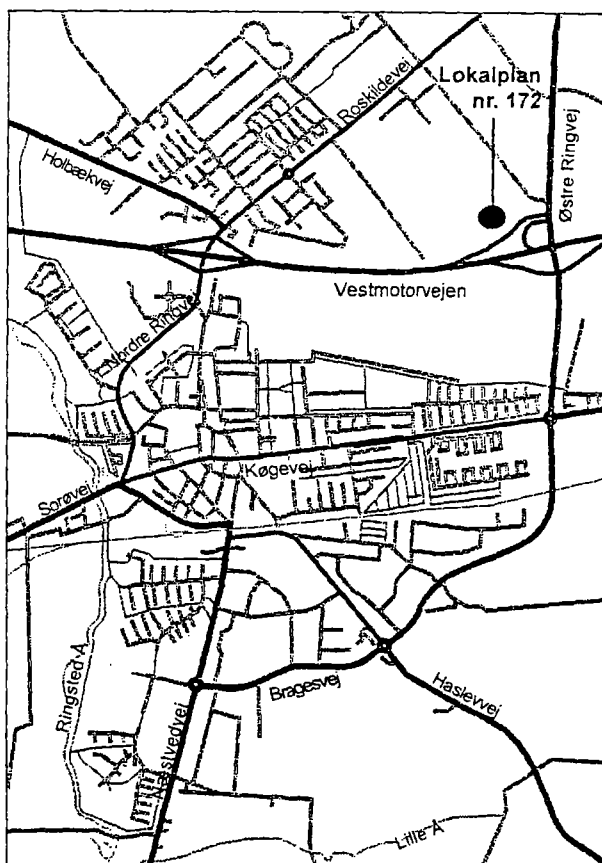 Lokalplan
nr. 172
Roskildevej
Holbækvej
Østre Ringvej
Vestmotorvejen
Nordre Ringvej
Køgevej
Sorøvej
Ringsted Å
Bragesvej
Haslevvej
Næstvedvej
Lille Å